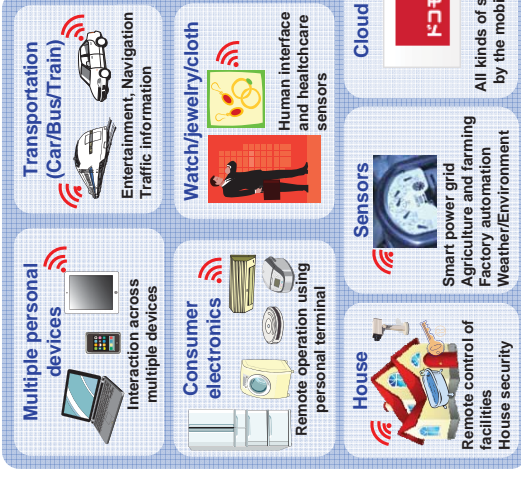 Multiple personal
devices
Interaction across
multiple devices
Transportation
(Car/Bus/Train)
Entertainment, Navigation
Traffic information
Consumer
electronics
Remote operation using
personal terminal
Watch/jewelry/cloth
Human interface
and healthcare
sensors
House
Remote control of
facilities
House security
Sensors
Smart power grid
Agriculture and farming
Factory automation
Weather/Environment
Cloud
All kinds of
by the